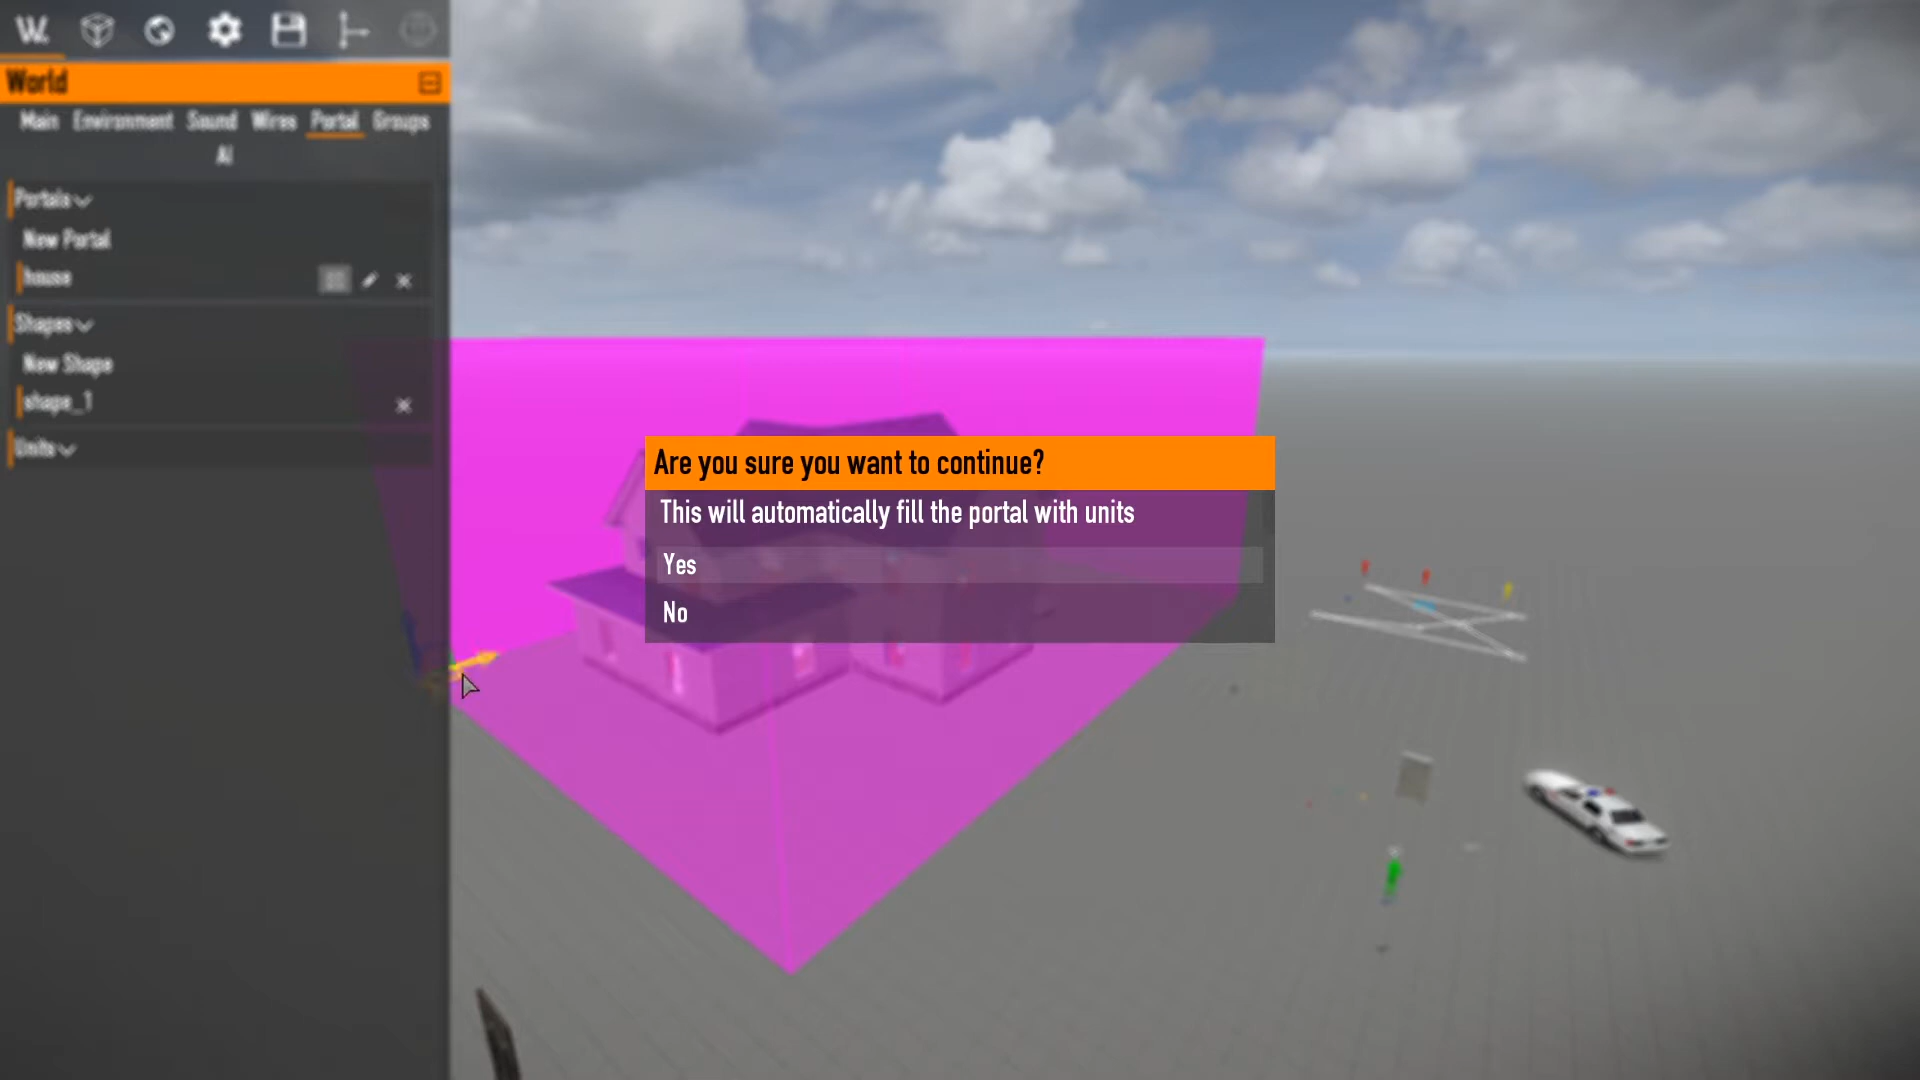 W.
World
Main Environment Sound Wires Portal Groups
AI
Portals
New Portal
house
Shapes
New Shape
shape_1
Units
Are you sure you want to continue?
This will automatically fill the portal with units
Yes
No